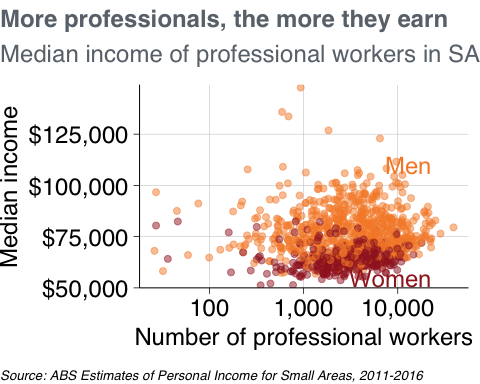 More professionals, the more they earn
Median income of professional workers in SA
Median income
$125,000
$100,000
$75,000
$50,000
Men
Women
100
1,000
10,000
Number of professional workers
Source: ABS Estimates of Personal Income for Small Areas, 2011-2016